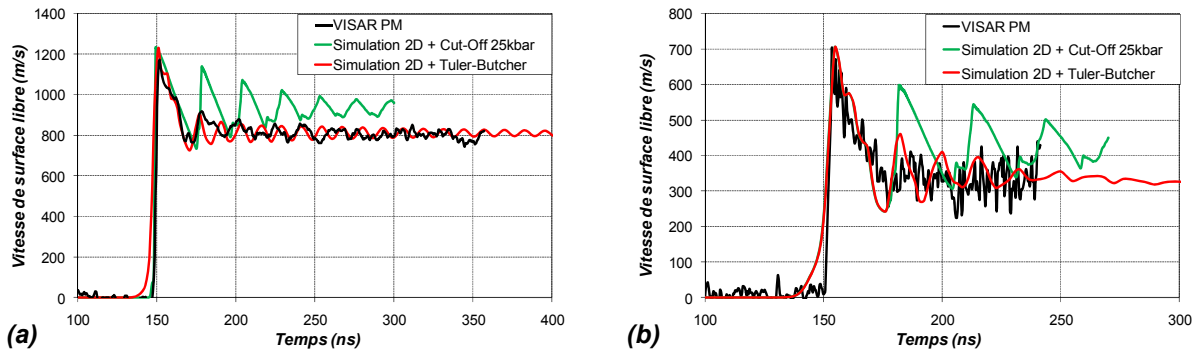 VISAR PM
Simulation 2D + Cut-Off 25kbar
Simulation 2D + Tuler-Butcher
Vitesse de surface libre (m/s)
1400
1200
1000
800
600
400
200
0
100
150
200
250
300
350
400
Temps (ns)
(a)
VISAR PM
Simulation 2D + Cut-Off 25kbar
Simulation 2D + Tuler-Butcher
Vitesse de surface libre (m/s)
800
700
600
500
400
300
200
100
0
100
150
200
250
300
Temps (ns)
(b)